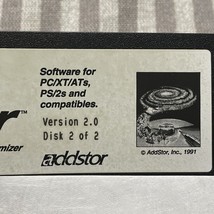 Software for
PC/XT/ATs,
PS/2s and
compatibles.
Version 2.0
Disk 2 of 2
addstor
© AddStor, Inc., 1991